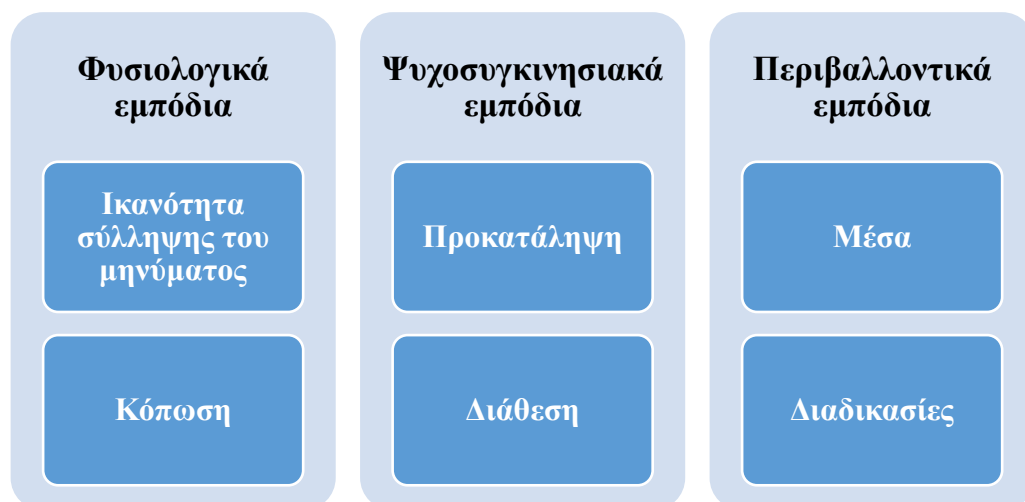 Φυσιολογικά
εμπόδια
Ικανότητα
σύλληψης του
μηνύματος
Κόπωση
Ψυχοσυγκινησιακά
εμπόδια
Προκατάληψη
Διάθεση
Περιβαλλοντικά
εμπόδια
Μέσα
Διαδικασίες